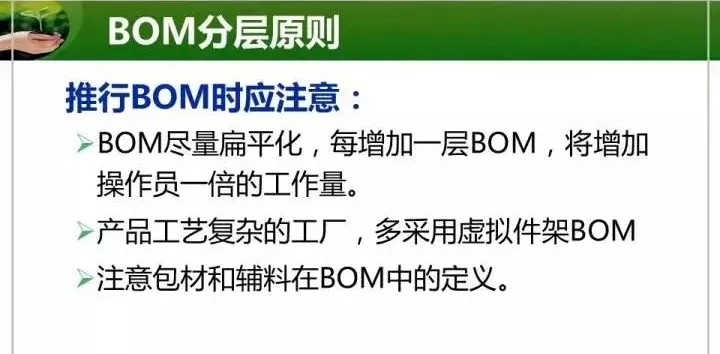 BOM分层原则
推行BOM时应注意：
BOM尽量扁平化，每增加一层BOM，将增加
操作员一倍的工作量。
产品工艺复杂的工厂，多采用虚拟件架BOM
注意包材和辅料在BOM中的定义。